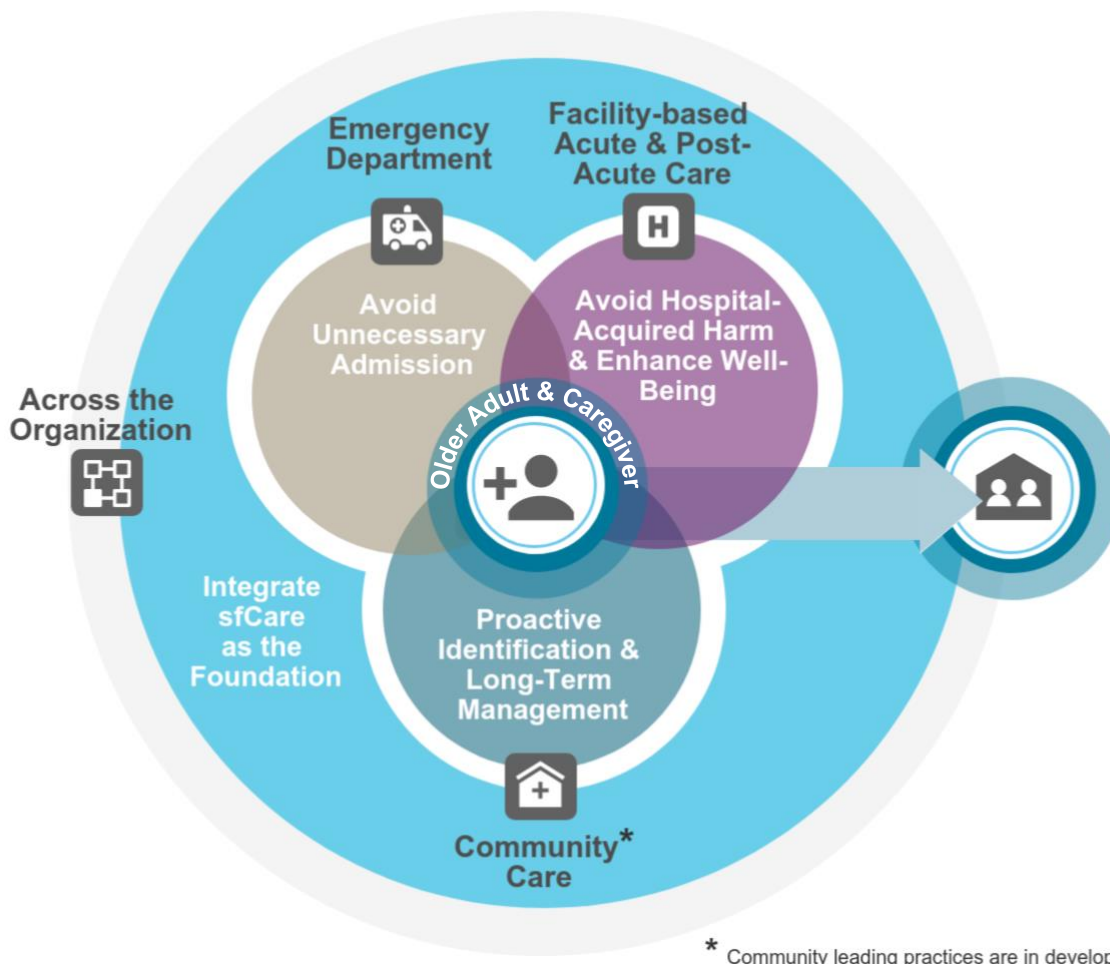 Emergency
Department
Facility-based
Acute & Post-
Acute Care
H
Avoid
Unnecessary
Admission
Avoid Hospital-
Acquired Harm
& Enhance Well-
Being
Across the
Organization
Older Adult & Caregiver
Integrate
sfCare
as the
Foundation
Proactive
Identification &
Long-Term
Management
Community*
Care
* Community leading practices are in